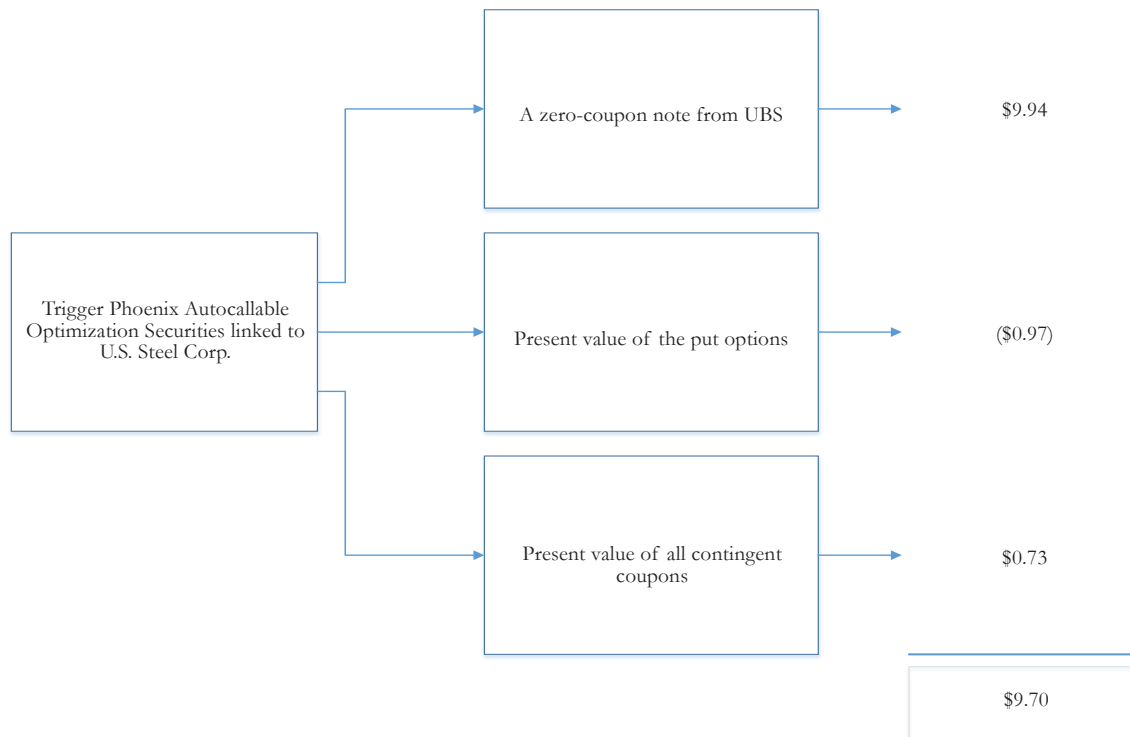 A zero-coupon note from UBS
$9.94
Trigger Phoenix Autocallable
Optimization Securities linked to
U.S. Steel Corp.
Present value of the put options
($0.97)
Present value of all contingent
coupons
$0.73
$9.70